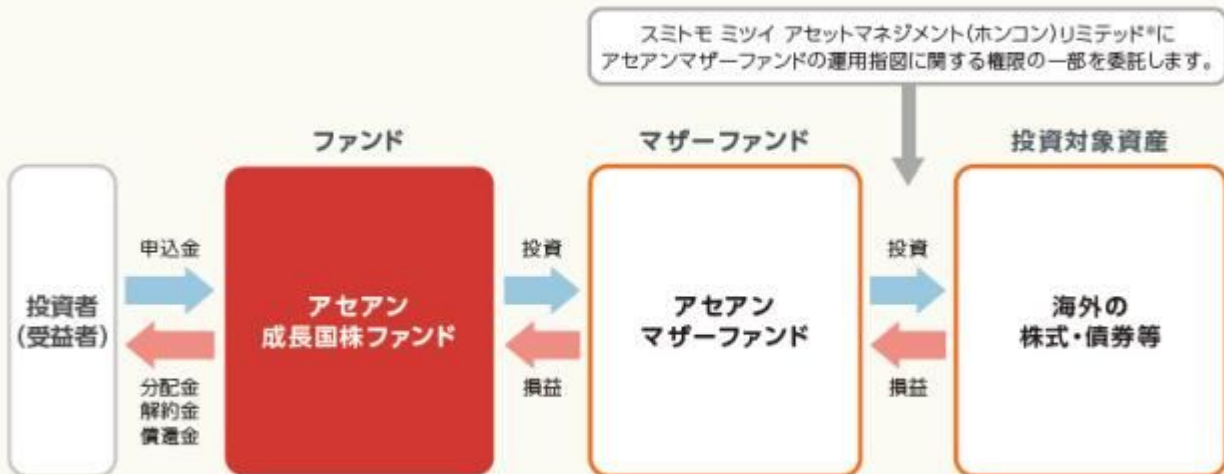 スミトモ ミツイ アセットマネジメント(ホンコン)リミテッド*に
アセアンマザーファンドの運用指図に関する権限の一部を委託します。
ファンド
マザーファンド
投資対象資産
投資者
(受益者)
申込金
分配金
解約金
償還金
アセアン
成長国株ファンド
投資
損益
アセアン
マザーファンド
投資
損益
海外の
株式・債券等